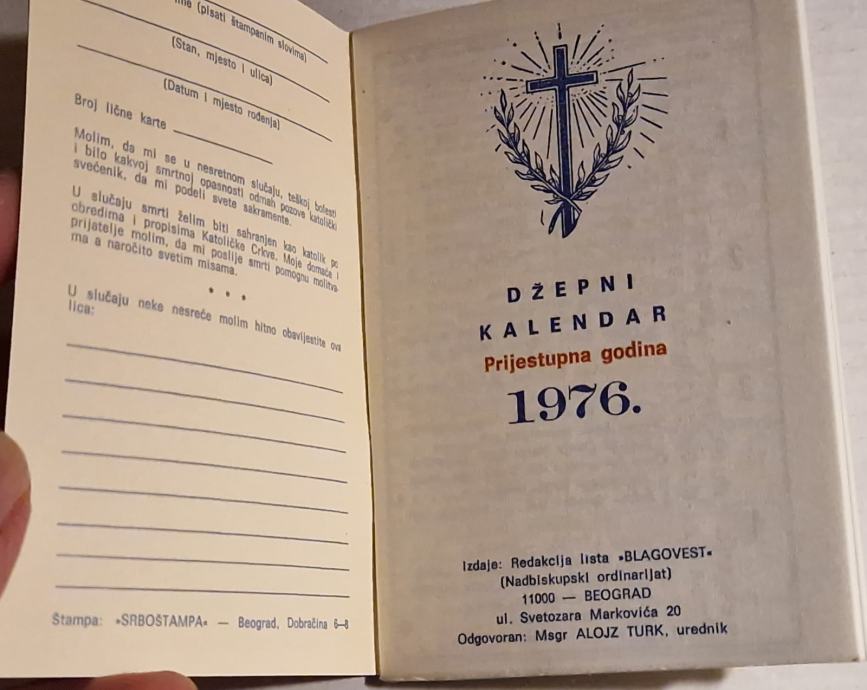 me (pisati štampanim slovima)
(Stan, mjesto i ulica)
(Datum i mjesto rođenja)
Broj lične karte
Molim, da mi se u nesretnom slučaju, teškoj bolesti
i bilo kakvoj smrtnoj opasnosti odmah pozove katolički
svećenik, da mi podeli svete sakramente.
U slučaju smrti želim biti sahranjen kao katolik po
obredima i propisima Katoličke Crkve. Moje domaće i
prijatelje molim, da mi poslije smrti pomognu molitva
ma a naročito svetim misama.
• • •
U slučaju neke nesreće molim hitno obavijestite ova
lica:
Štampa: »SRBOŠTAMPA« — Beograd, Dobračina 6—8
DŽEPNI
KALENDAR
Prijestupna godina
1976.
Izdaje: Redakcija lista »BLAGOVEST«
(Nadbiskupski ordinarijat)
11000 — BEOGRAD
ul. Svetozara Markovića 20
Odgovoran: Msgr ALOJZ TURK, urednik